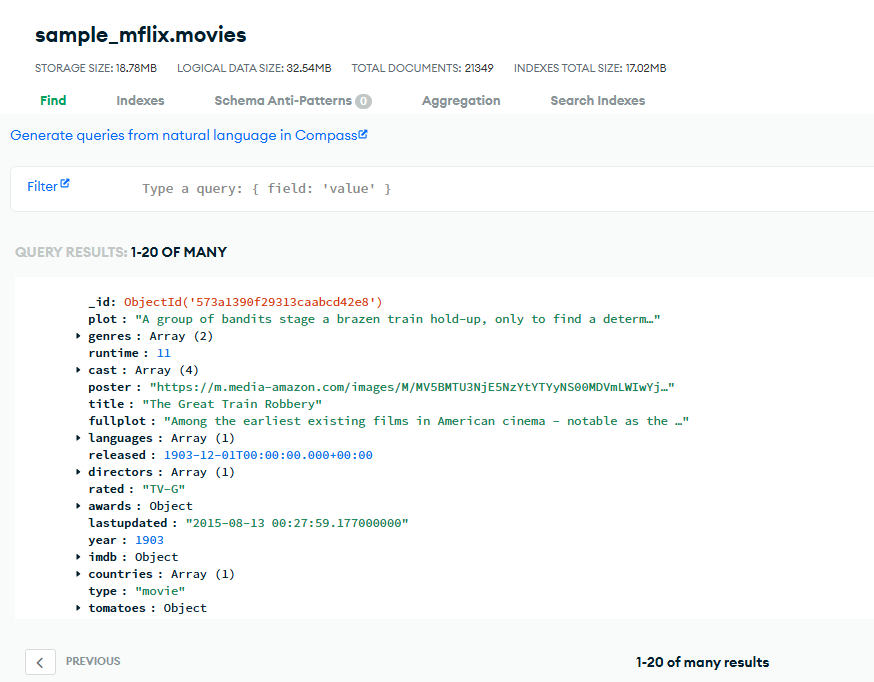 sample_mflix.movies
STORAGE SIZE: 18.78MB LOGICAL DATA SIZE: 32.54MB TOTAL DOCUMENTS: 21349 INDEXES TOTAL SIZE: 17.02MB
Find Indexes Schema Anti-Patterns 0 Aggregation Search Indexes
Generate queries from natural language in Compass
Filter Type a query: { field: 'value' }
QUERY RESULTS: 1-20 OF MANY
_id: ObjectId('573a1390f29313caabcd42e8')
plot : "A group of bandits stage a brazen train hold-up, only to find a determ…"
genres : Array (2)
runtime : 11
cast : Array (4)
poster : "https://m.media-amazon.com/images/M/MV5BMTU3NjE5NzYtYTYyNS00MDVmLWIwYj…"
title : "The Great Train Robbery"
fullplot : "Among the earliest existing films in American cinema - notable as the …"
languages : Array (1)
released : 1903-12-01T00:00:00.000+00:00
directors : Array (1)
rated : "TV-G"
awards : Object
lastupdated : "2015-08-13 00:27:59.177000000"
year : 1903
imdb : Object
countries : Array (1)
type : "movie"
tomatoes : Object
PREVIOUS 1-20 of many results